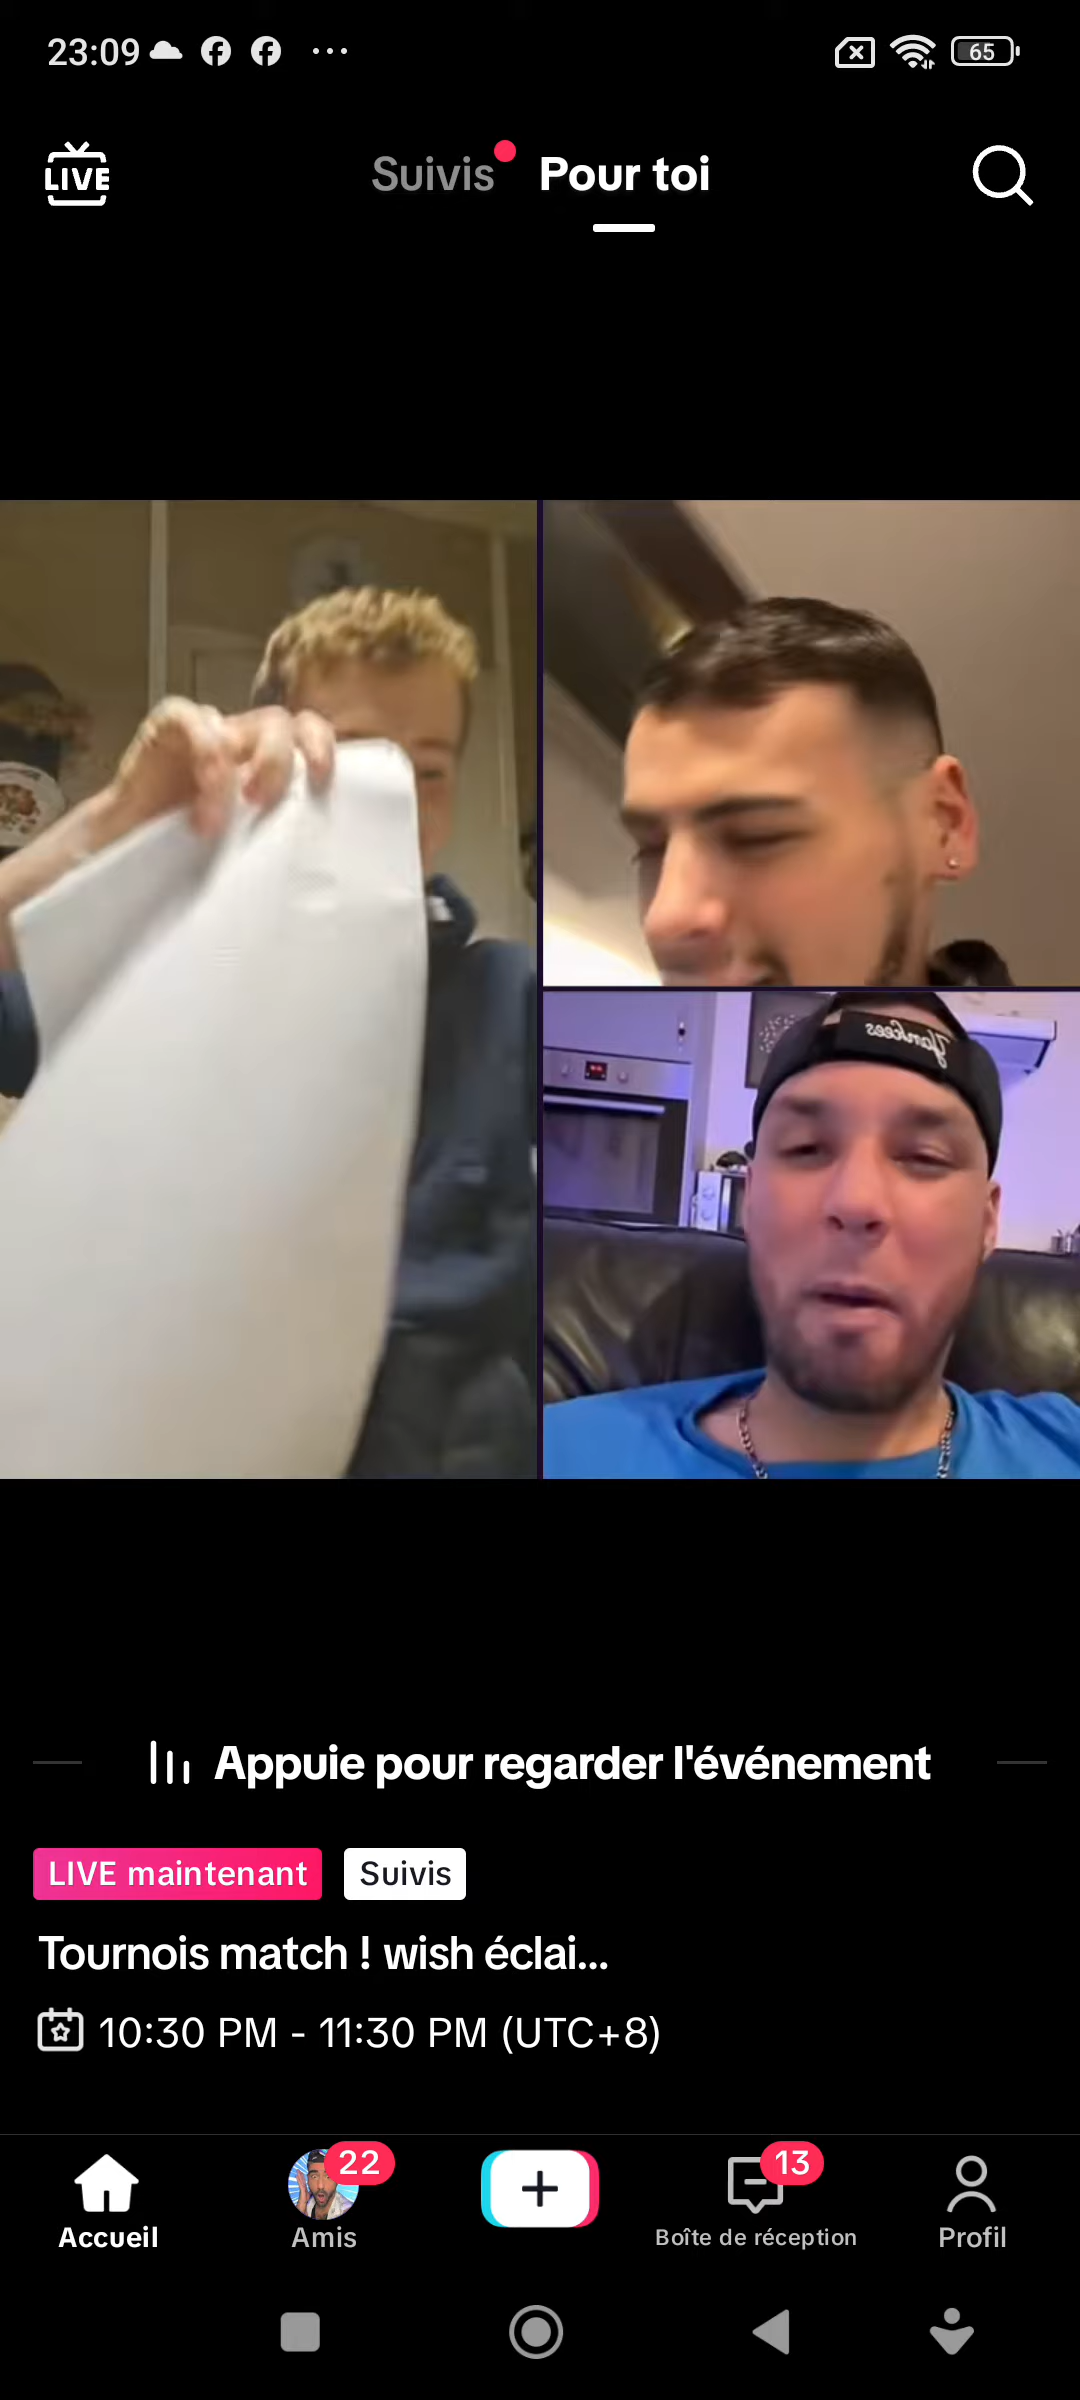 23:09
65
LIVE
Suivis
Pour toi
Yankees
Appuie pour regarder l'événement
LIVE maintenant
Suivis
Tournois match ! wish éclai...
10:30 PM - 11:30 PM (UTC+8)
22
13
Accueil
Amis
Boîte de réception
Profil